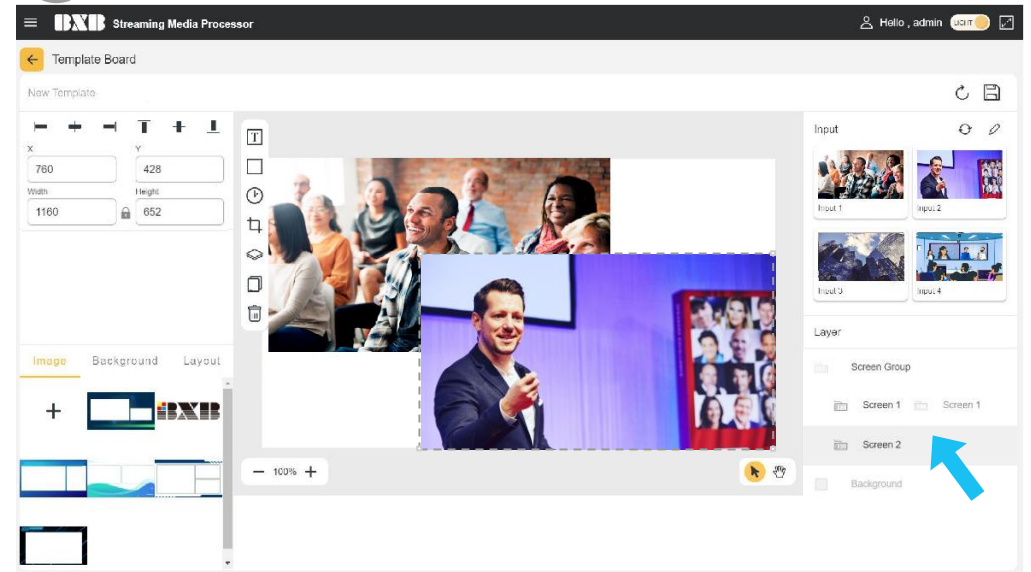 BXB Streaming Media Processor
Hello , admin LIGHT
Template Board
New Template
X Y
760 428
Width Height
1160 652
T
Image Background Layout
BXB
100%
Input
Input 1 Input 2
Input 3 Input 4
Layer
Screen Group
Screen 1 Screen 1
Screen 2
Background